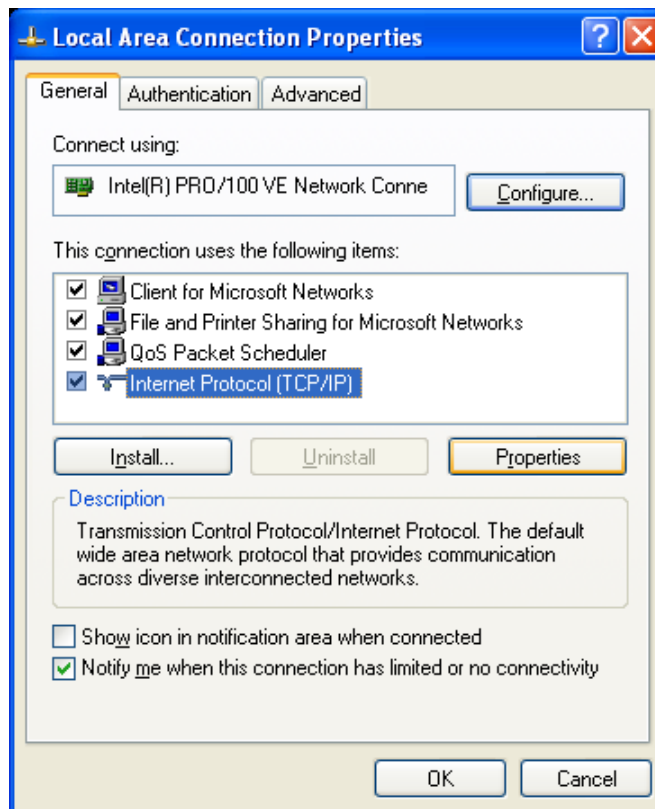 Local Area Connection Properties
General Authentication Advanced
Connect using:
Intel(R) PRO/100 VE Network Conne
Configure...
This connection uses the following items:
Client for Microsoft Networks
File and Printer Sharing for Microsoft Networks
QoS Packet Scheduler
Internet Protocol (TCP/IP)
Install... Uninstall Properties
Description
Transmission Control Protocol/Internet Protocol. The default
wide area network protocol that provides communication
across diverse interconnected networks.
Show icon in notification area when connected
Notify me when this connection has limited or no connectivity
OK Cancel